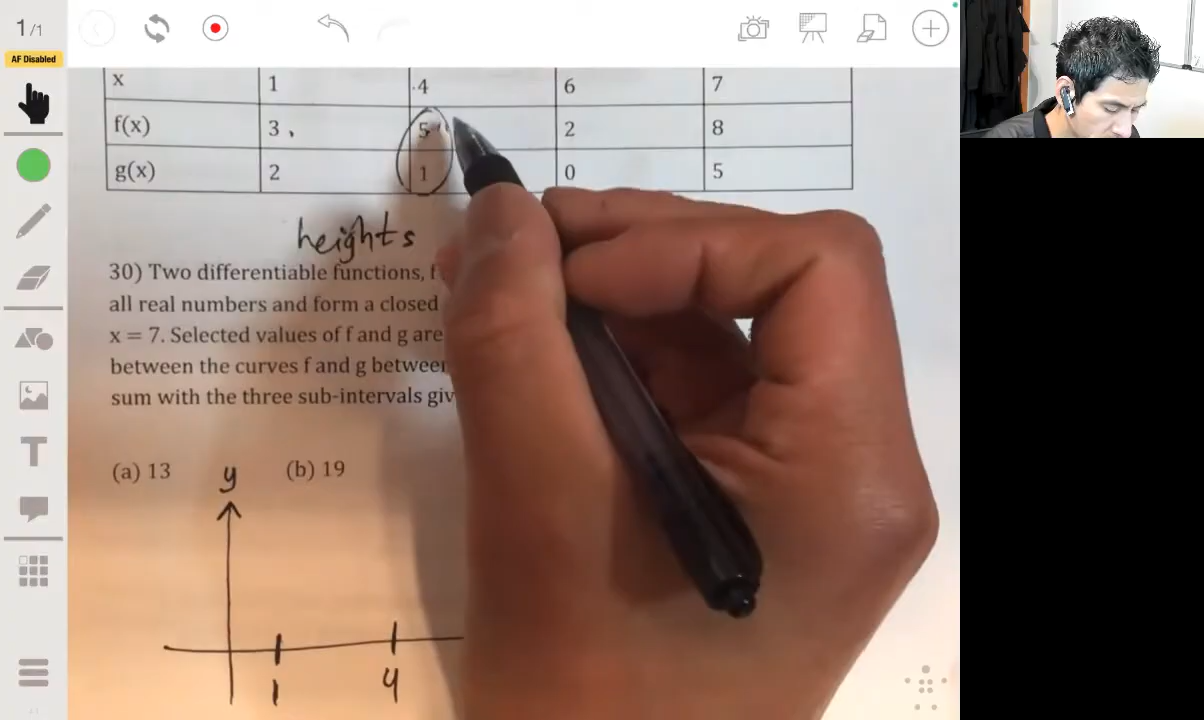 1/1
AF Disabled
x 1 4 6 7
f(x) 3 5 2 8
g(x) 2 1 0 5
heights
30) Two differentiable functions, f
all real numbers and form a closed
x = 7. Selected values of f and g are
between the curves f and g between
sum with the three sub-intervals giv
(a) 13 (b) 19
y
1 4
T